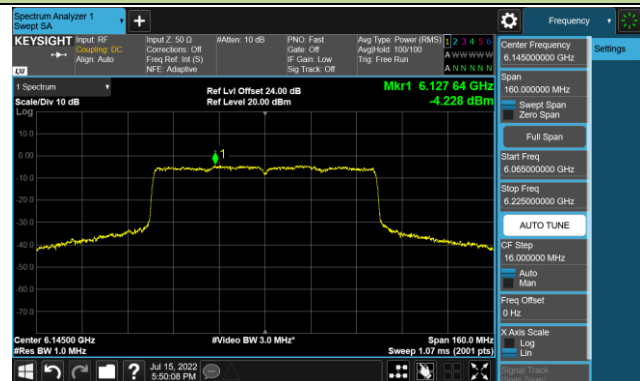 Spectrum Analyzer 1
Swept SA
Frequency
KEYSIGHT
Input: RF
Coupling: DC
Align: Auto
Input Z: 50 Ω
Corrections: Off
Freq Ref: Int (S)
NFE: Adaptive
#Atten: 10 dB
PNO: Fast
Gate: Off
IF Gain: Low
Sig Track: Off
Avg Type: Power (RMS)
Avg|Hold: 100/100
Trig: Free Run
1 2 3 4 5 6
A W W W W W
A N N N N N
LXI
Center Frequency
6.145000000 GHz
Settings
Span
160.000000 MHz
Swept Span
Zero Span
Full Span
Start Freq
6.065000000 GHz
Stop Freq
6.225000000 GHz
AUTO TUNE
CF Step
16.000000 MHz
Auto
Man
Freq Offset
0 Hz
X Axis Scale
Log
Lin
Signal Track
1 Spectrum
Scale/Div 10 dB
Log
Ref Lvl Offset 24.00 dB
Ref Level 20.00 dBm
Mkr1 6.127 64 GHz
-4.228 dBm
10.0
0.00
-10.0
-20.0
-30.0
-40.0
-50.0
-60.0
-70.0
1
Center 6.14500 GHz
#Res BW 1.0 MHz
#Video BW 3.0 MHz*
Span 160.0 MHz
Sweep 1.07 ms (2001 pts)
Jul 15, 2022
5:50:08 PM